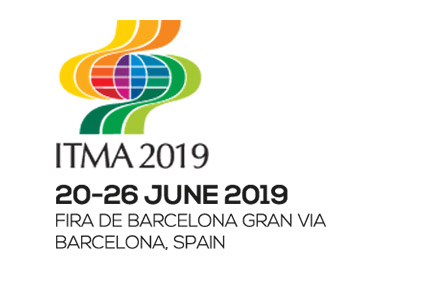 ITMA 2019
20-26 JUNE 2019
FIRA DE BARCELONA GRAN VIA
BARCELONA, SPAIN